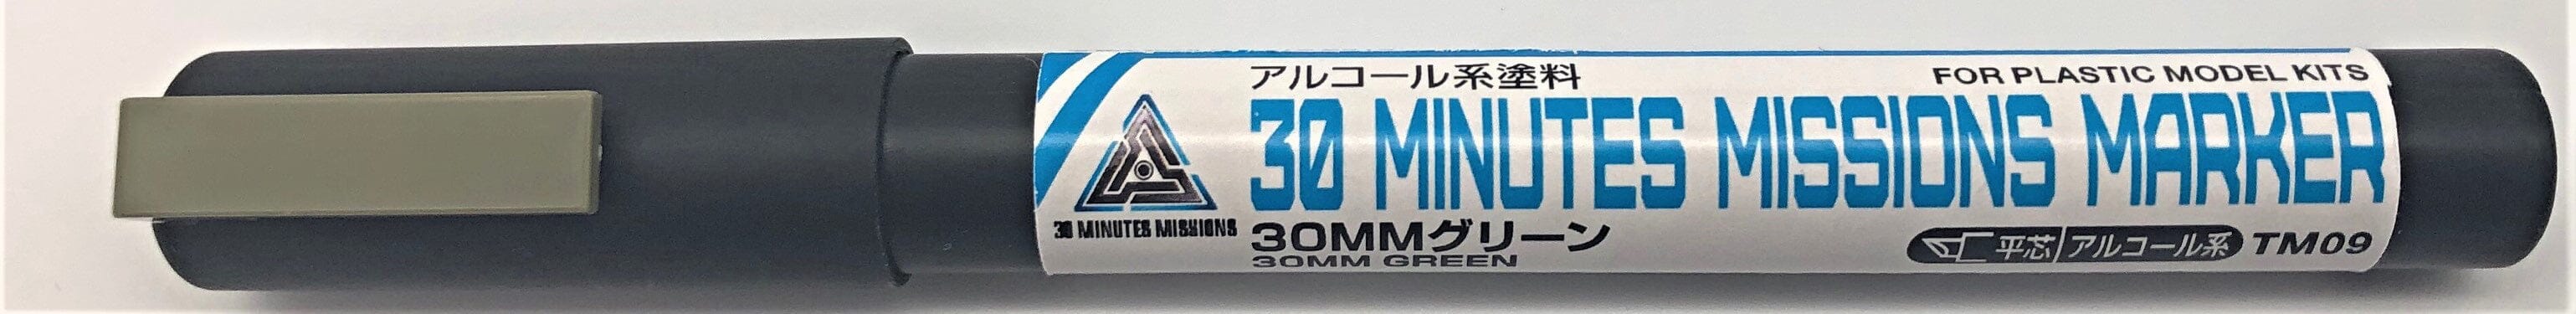 アルコール系塗料
FOR PLASTIC MODEL KITS
30 MINUTES MISSIONS MARKER
30 MINUTES MISSIONS
30MMグリーン
30MM GREEN
平芯 アルコール系 TM09